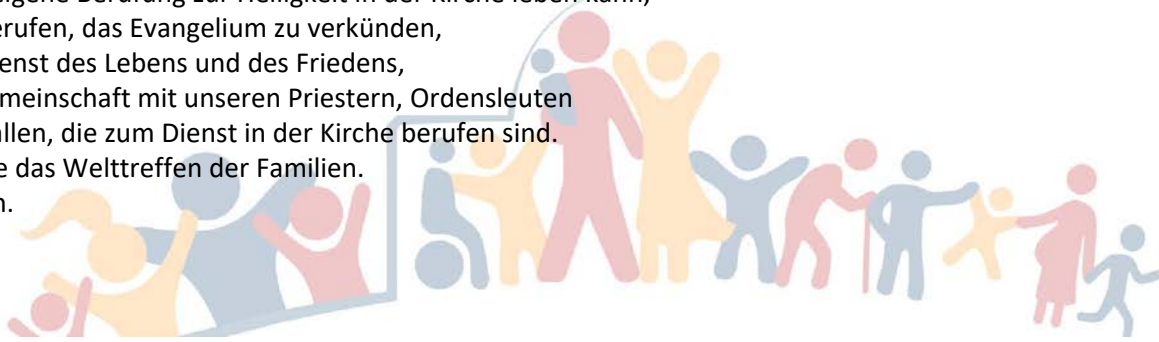 eigene Berufung zur Heiligkeit in der Kirche leben kann,
erufen, das Evangelium zu verkünden,
enst des Lebens und des Friedens,
meinschaft mit unseren Priestern, Ordensleuten
allen, die zum Dienst in der Kirche berufen sind.
e das Welttreffen der Familien.
n.